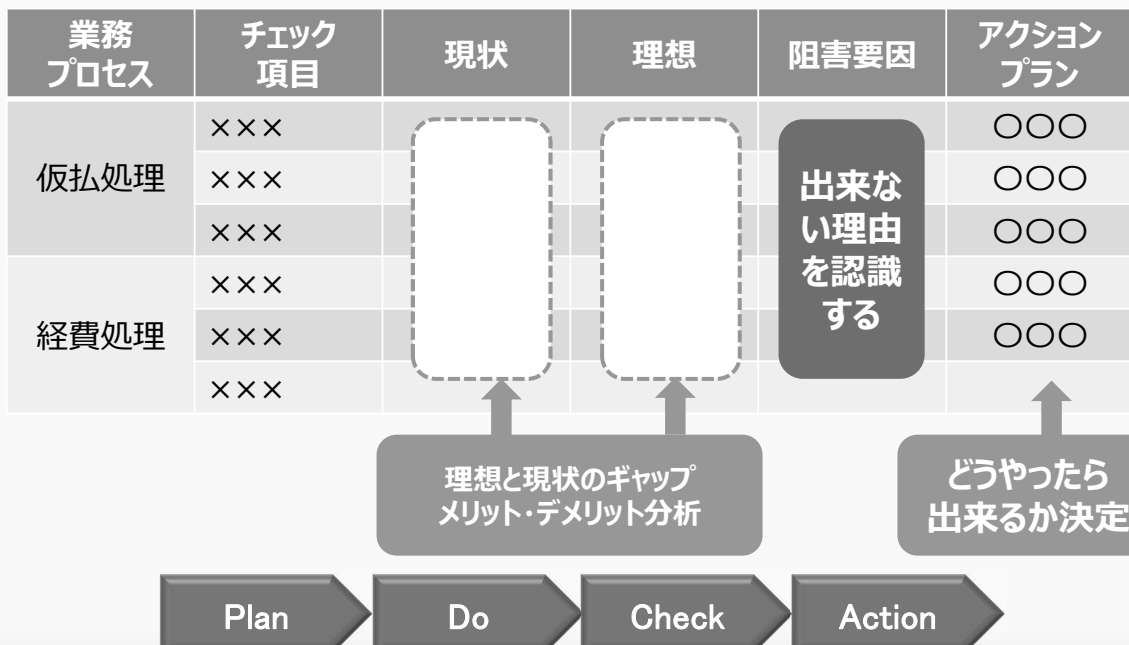 業務
プロセス
チェック
項目
現状
理想
阻害要因
アクション
プラン
仮払処理
×××
×××
×××
経費処理
×××
×××
×××
出来な
い理由
を認識
する
〇〇〇
〇〇〇
〇〇〇
〇〇〇
〇〇〇
理想と現状のギャップ
メリット・デメリット分析
どうやったら
出来るか決定
Plan
Do
Check
Action